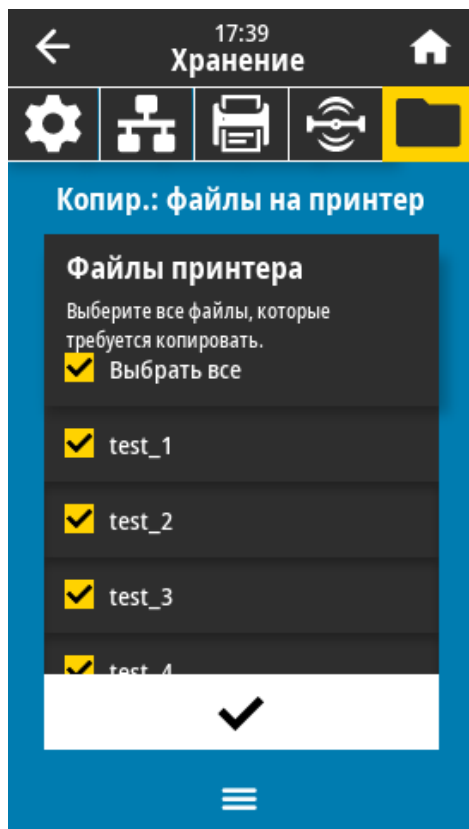 17:39
Хранение
Копир.: файлы на принтер
Файлы принтера
Выберите все файлы, которые
требуется копировать.
Выбрать все
test_1
test_2
test_3
test_4